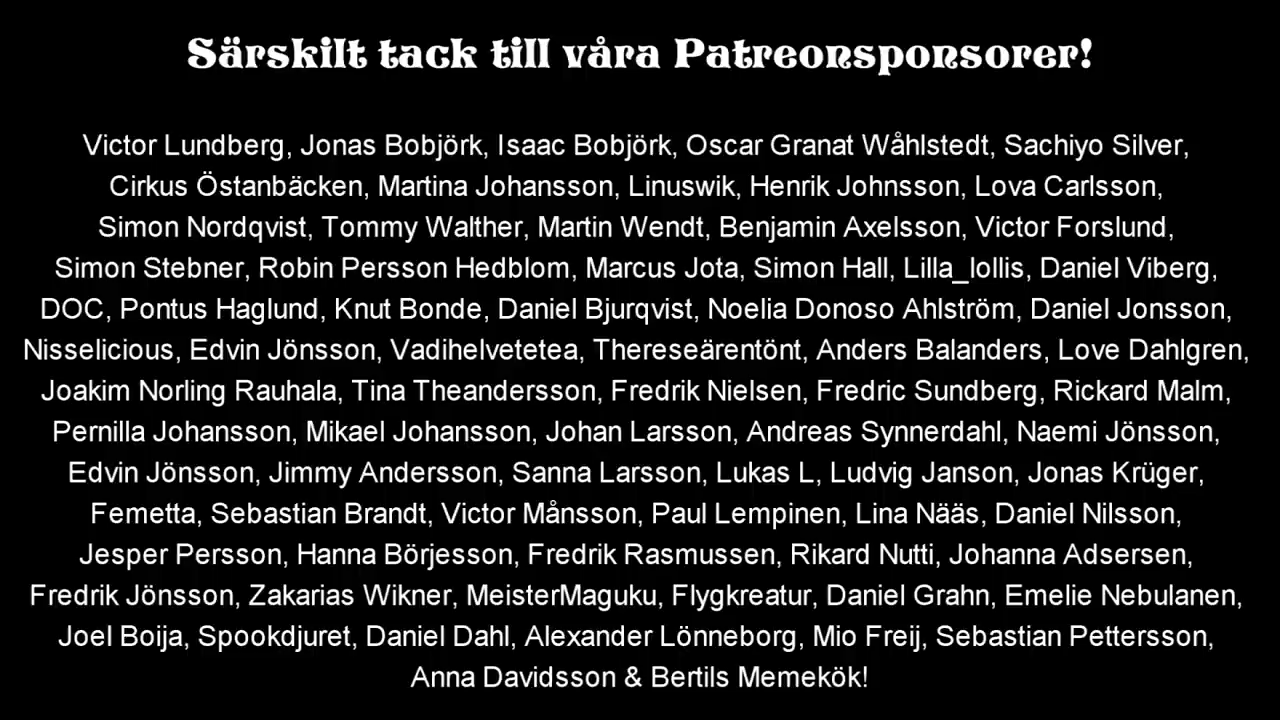 Särskilt tack till våra Patreonsponsorer!
Victor Lundberg, Jonas Bobjörk, Isaac Bobjörk, Oscar Granat Wåhlstedt, Sachiyo Silver,
Cirkus Östanbäcken, Martina Johansson, Linuswik, Henrik Johnsson, Lova Carlsson,
Simon Nordqvist, Tommy Walther, Martin Wendt, Benjamin Axelsson, Victor Forslund,
Simon Stebner, Robin Persson Hedblom, Marcus Jota, Simon Hall, Lilla_lollis, Daniel Viberg,
DOC, Pontus Haglund, Knut Bonde, Daniel Bjurqvist, Noelia Donoso Ahlström, Daniel Jonsson,
Nisselicious, Edvin Jönsson, Vadihelvetetea, Thereseärentönt, Anders Balanders, Love Dahlgren,
Joakim Norling Rauhala, Tina Theandersson, Fredrik Nielsen, Fredric Sundberg, Rickard Malm,
Pernilla Johansson, Mikael Johansson, Johan Larsson, Andreas Synnerdahl, Naemi Jönsson,
Edvin Jönsson, Jimmy Andersson, Sanna Larsson, Lukas L, Ludvig Janson, Jonas Krüger,
Femetta, Sebastian Brandt, Victor Månsson, Paul Lempinen, Lina Nääs, Daniel Nilsson,
Jesper Persson, Hanna Börjesson, Fredrik Rasmussen, Rikard Nutti, Johanna Adsersen,
Fredrik Jönsson, Zakarias Wikner, MeisterMaguku, Flygkreatur, Daniel Grahn, Emelie Nebulanen,
Joel Boija, Spookdjuret, Daniel Dahl, Alexander Lönneborg, Mio Freij, Sebastian Pettersson,
Anna Davidsson & Bertils Memekök!